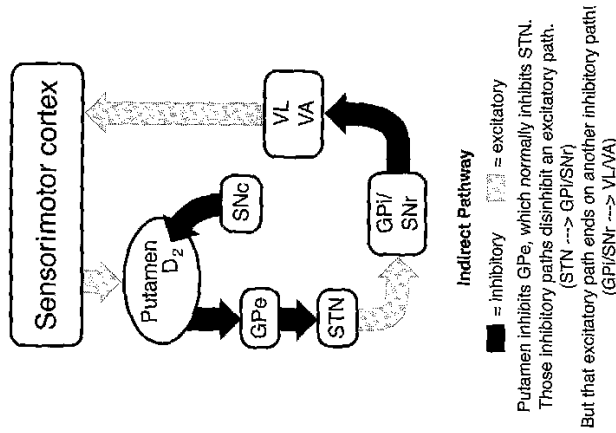 Sensorimotor cortex
Putamen
D2
SNc
GPe
STN
GPi/
SNr
VL
VA
Indirect Pathway
= inhibitory = excitatory
Putamen inhibits GPe, which normally inhibits STN.
Those inhibitory paths disinhibit an excitatory path.
(STN ---> GPi/SNr)
But that excitatory path ends on another inhibitory path!
(GPi/SNr ---> VL/VA)